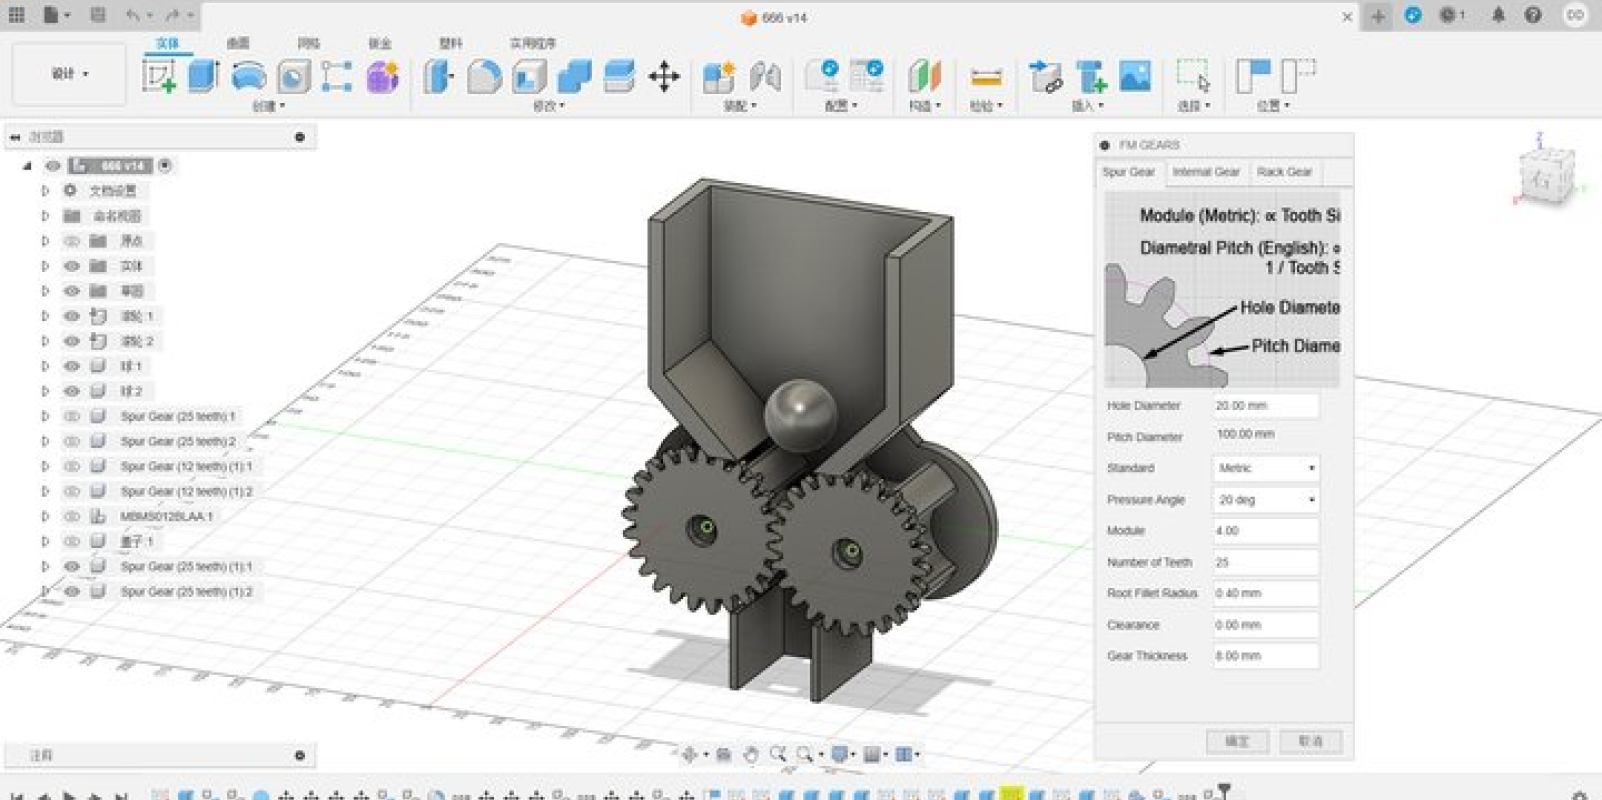 666 v14
1
DD
实体 曲面 网格 钣金 塑料 实用程序
设计
创建 修改 装配 配置 构造 检验 插入 选择 位置
浏览器
666 v14
文档设置
命名视图
原点
实体
草图
滚轮:1
滚轮:2
球:1
球:2
Spur Gear (25 teeth):1
Spur Gear (25 teeth):2
Spur Gear (12 teeth) (1):1
Spur Gear (12 teeth) (1):2
MBMS012BLAA:1
盖子:1
Spur Gear (25 teeth) (1):1
Spur Gear (25 teeth) (1):2
注释
Z
右
FM GEARS
Spur Gear Internal Gear Rack Gear
Module (Metric): ∝ Tooth Si
Diametral Pitch (English): ∝
1 / Tooth S
Hole Diamete
Pitch Diame
Hole Diameter 20.00 mm
Pitch Diameter 100.00 mm
Standard Metric
Pressure Angle 20 deg
Module 4.00
Number of Teeth 25
Root Fillet Radius 0.40 mm
Clearance 0.00 mm
Gear Thickness 8.00 mm
确定 取消